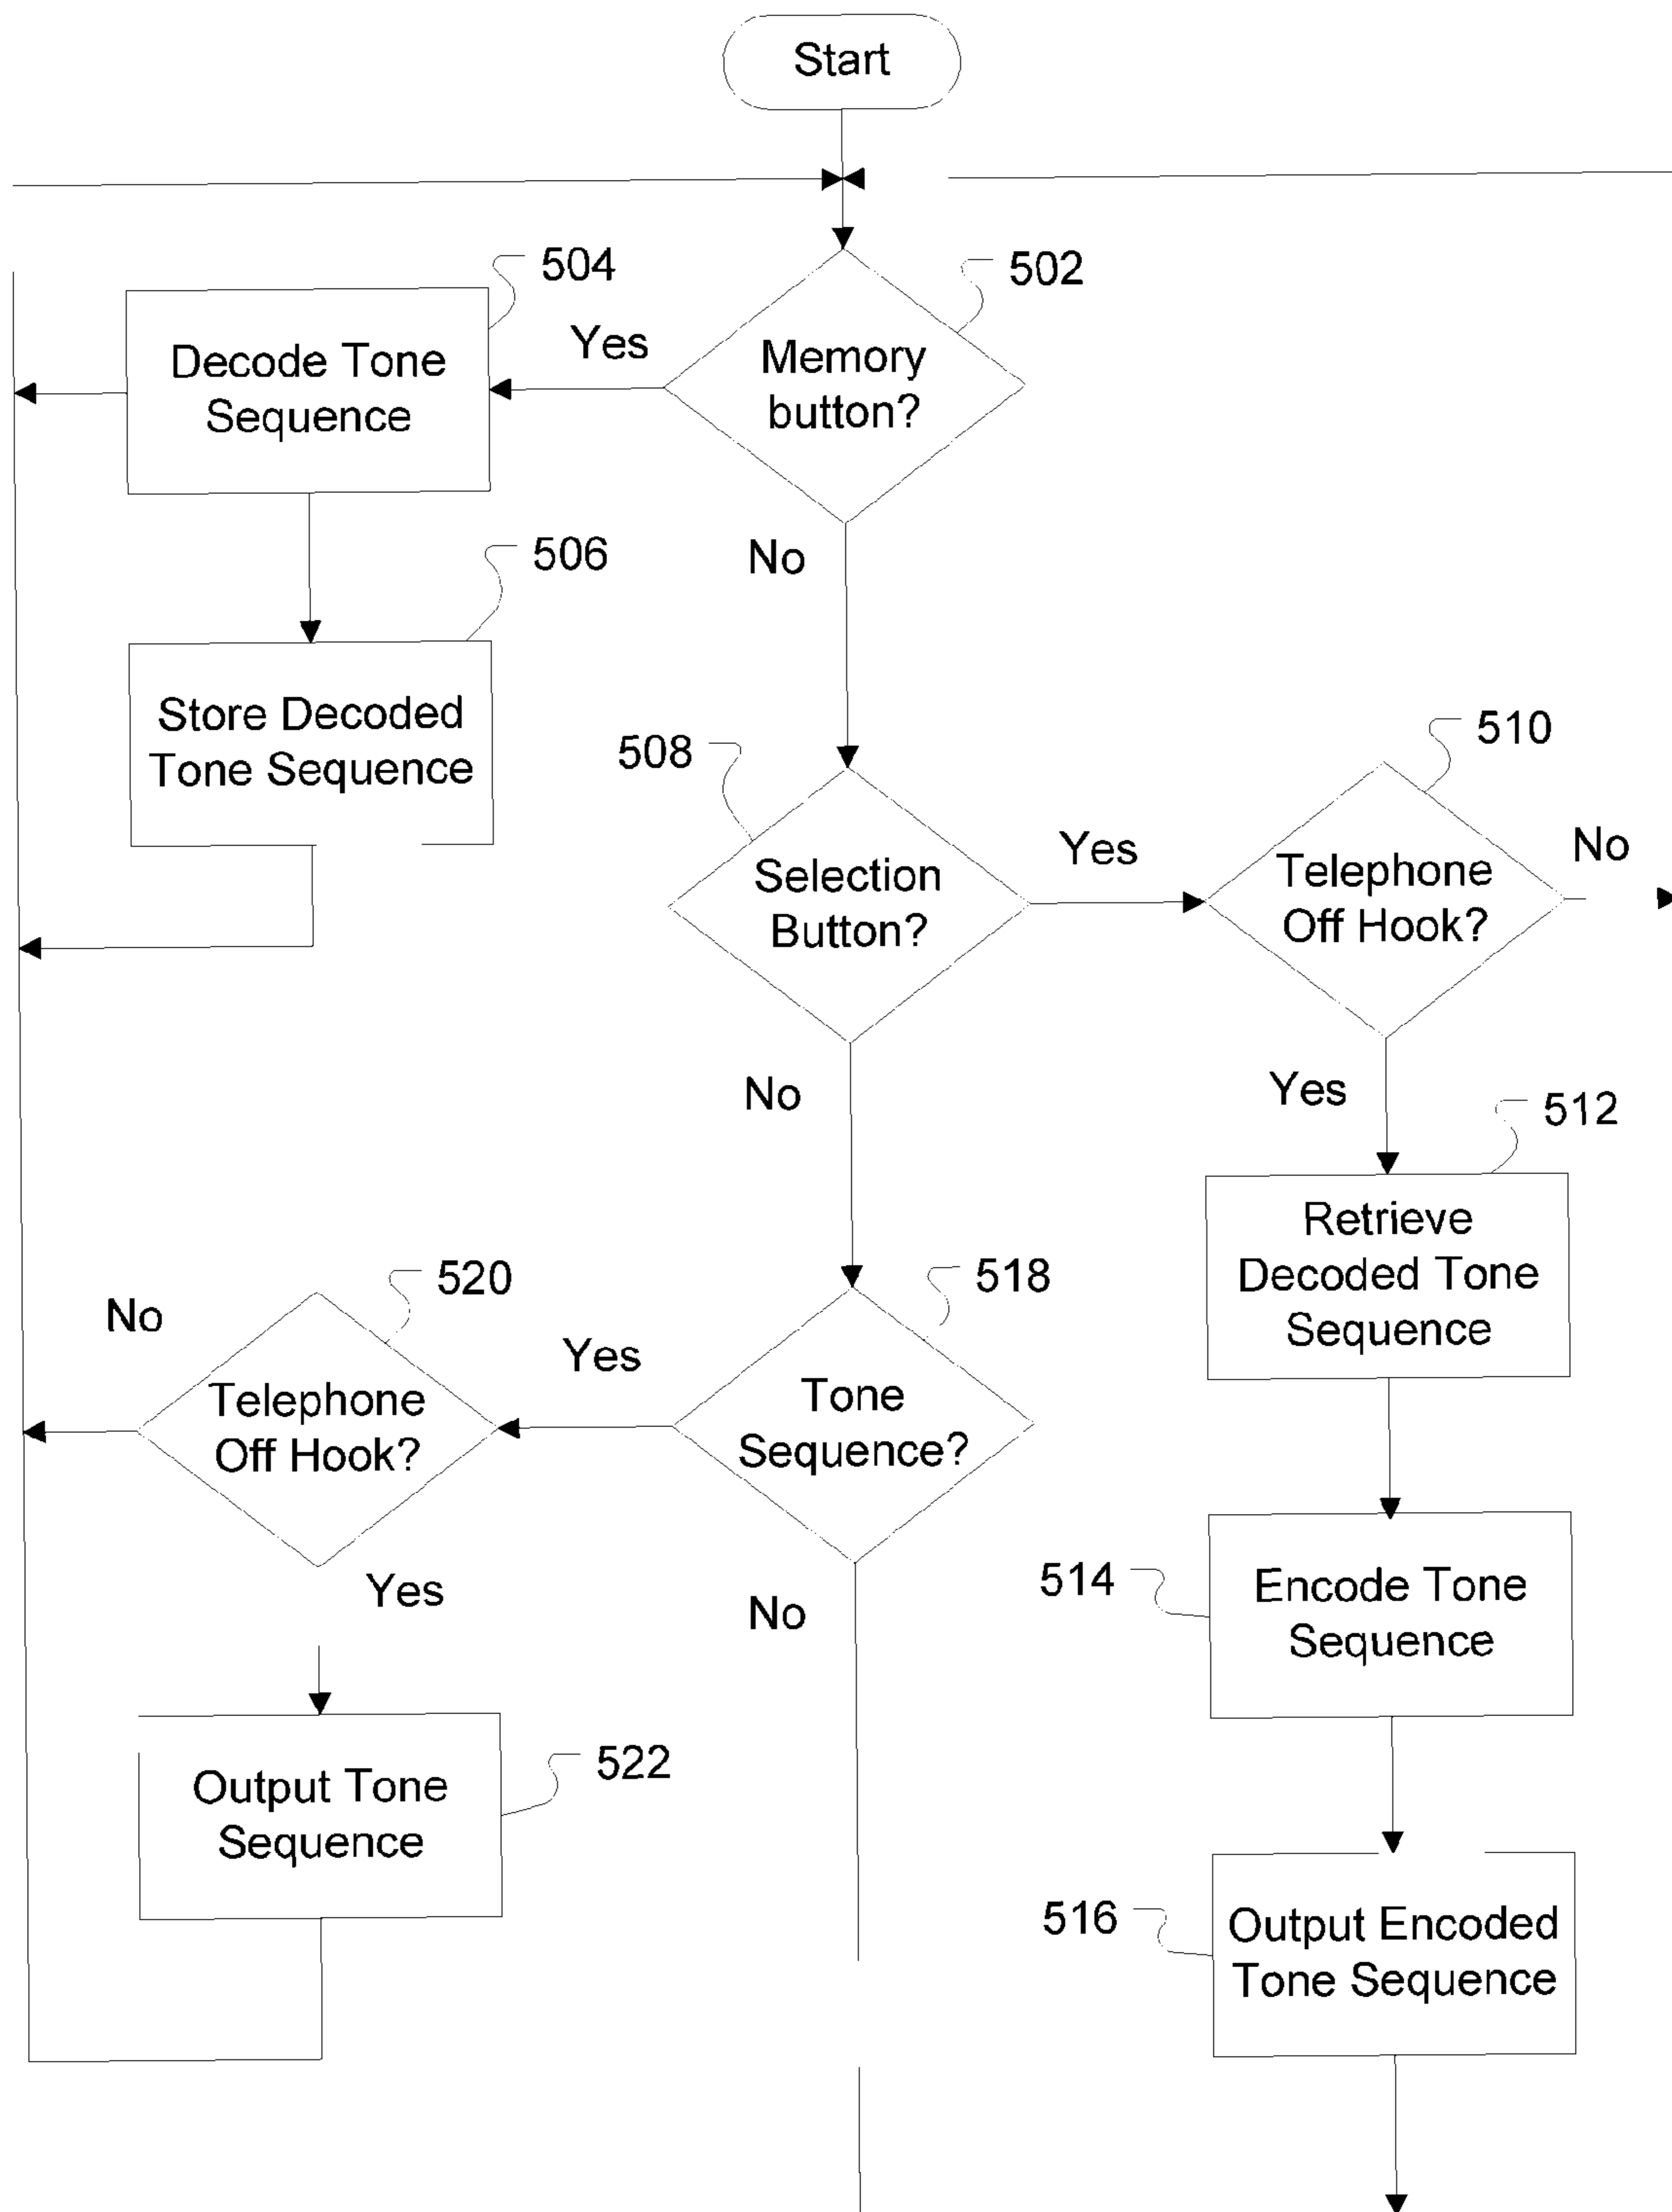 Start
504
502
Decode Tone
Sequence
Yes
Memory
button?
506
No
Store Decoded
Tone Sequence
508
510
Selection
Button?
Yes
Telephone
Off Hook?
No
No
Yes
512
Retrieve
Decoded Tone
Sequence
520
518
No
Telephone
Off Hook?
Yes
Tone
Sequence?
Yes
No
514
Encode Tone
Sequence
Output Tone
Sequence
522
516
Output Encoded
Tone Sequence